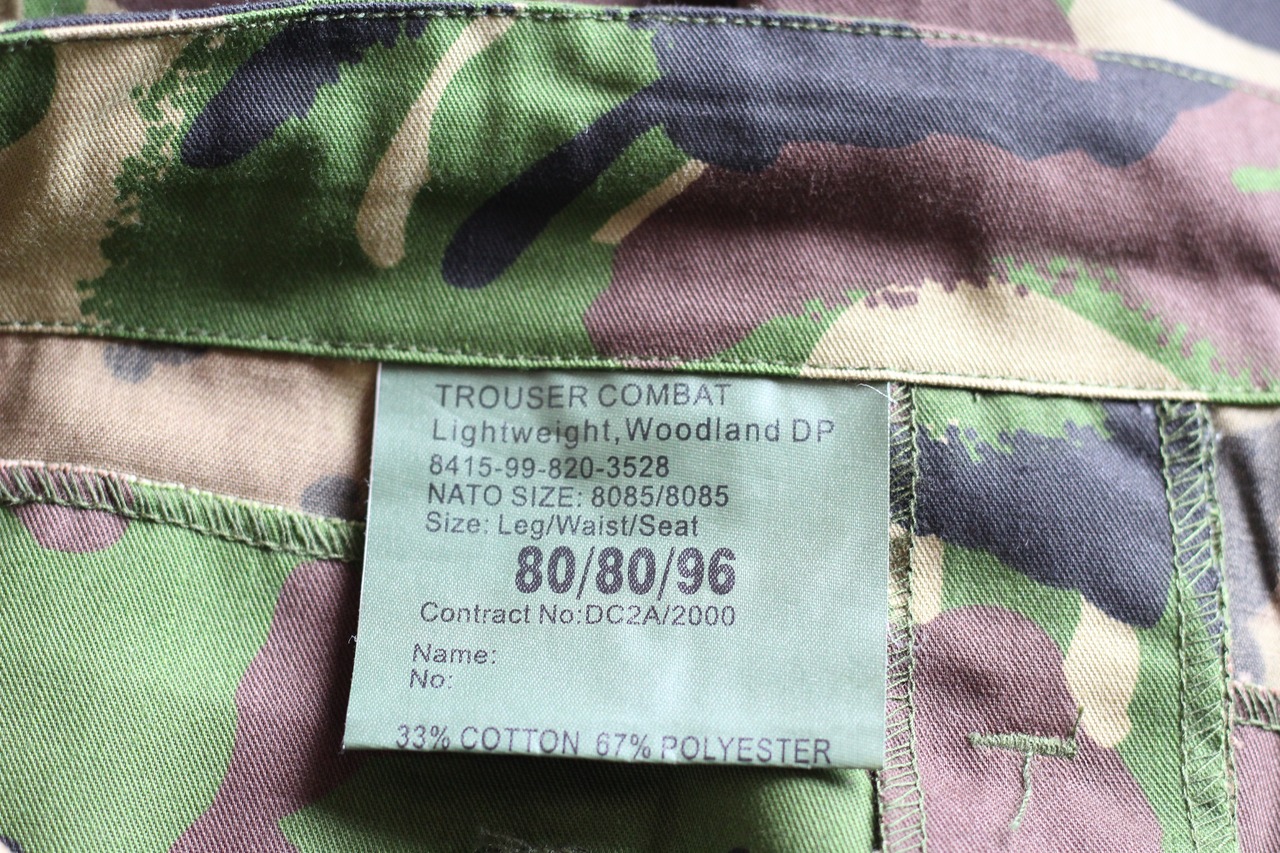 TROUSER COMBAT
Lightweight, Woodland DP
8415-99-820-3528
NATO SIZE: 8085/8085
Size: Leg/Waist/Seat
80/80/96
Contract No:DC2A/2000
Name:
No:
33% COTTON 67% POLYESTER